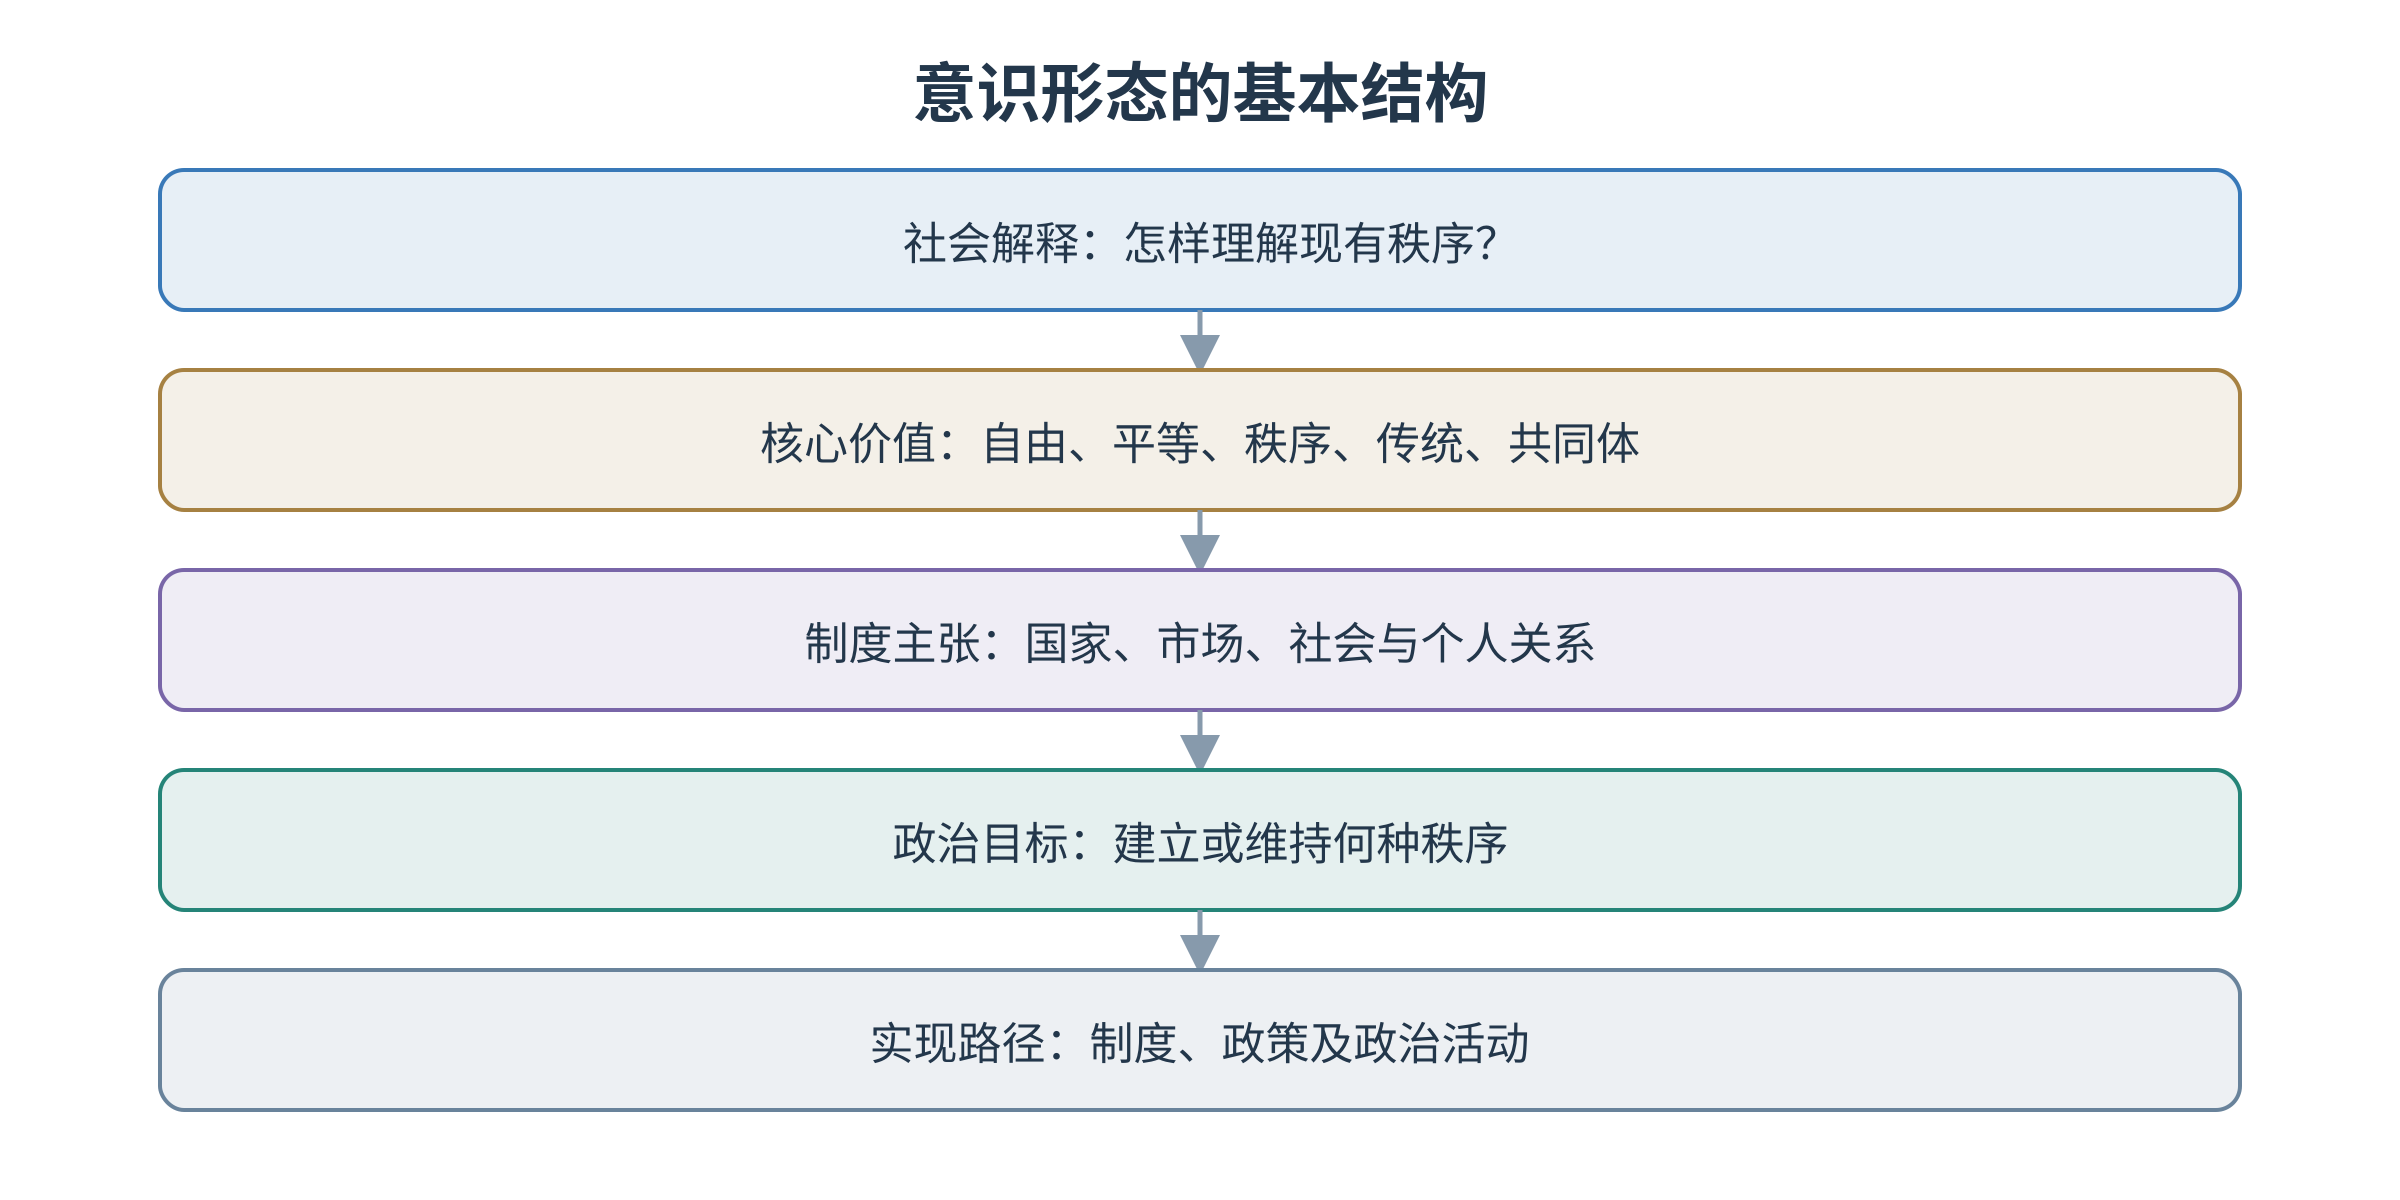 意识形态的基本结构
社会解释：怎样理解现有秩序？
核心价值：自由、平等、秩序、传统、共同体
制度主张：国家、市场、社会与个人关系
政治目标：建立或维持何种秩序
实现路径：制度、政策及政治活动